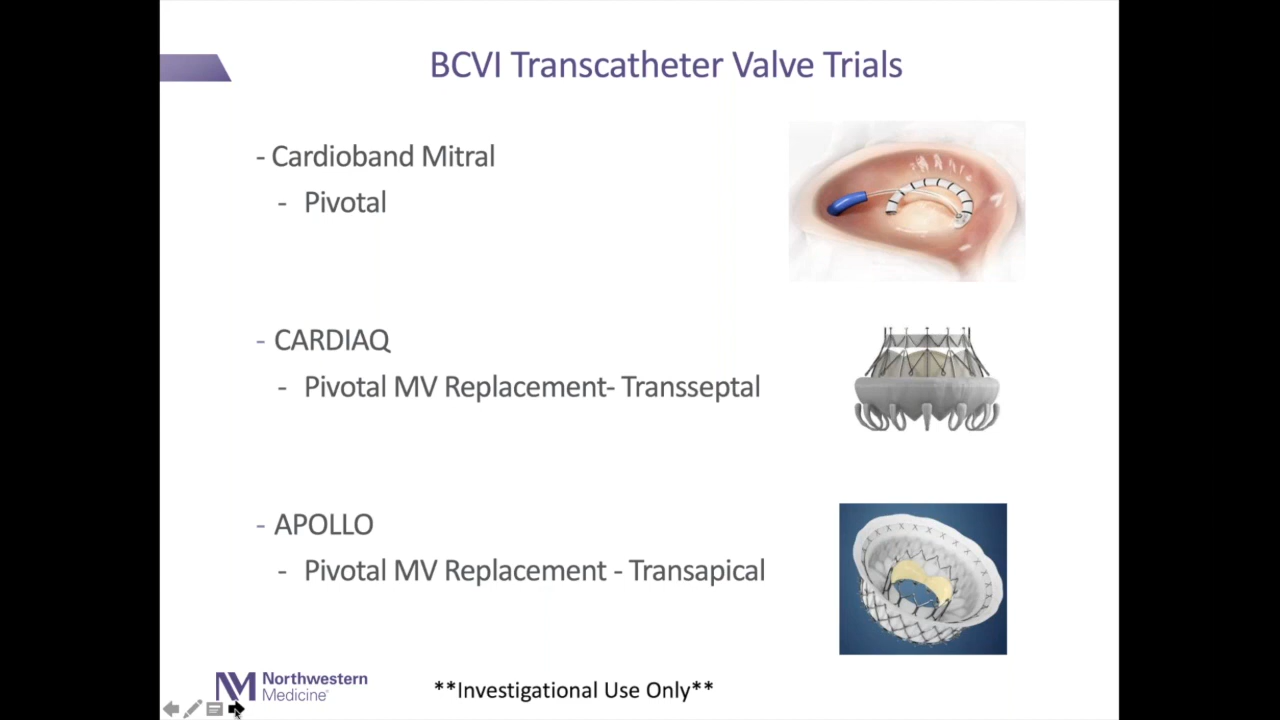 BCVI Transcatheter Valve Trials
- Cardioband Mitral
- Pivotal
- CARDIAQ
- Pivotal MV Replacement- Transseptal
- APOLLO
- Pivotal MV Replacement - Transapical
NM Northwestern
Medicine
**Investigational Use Only**